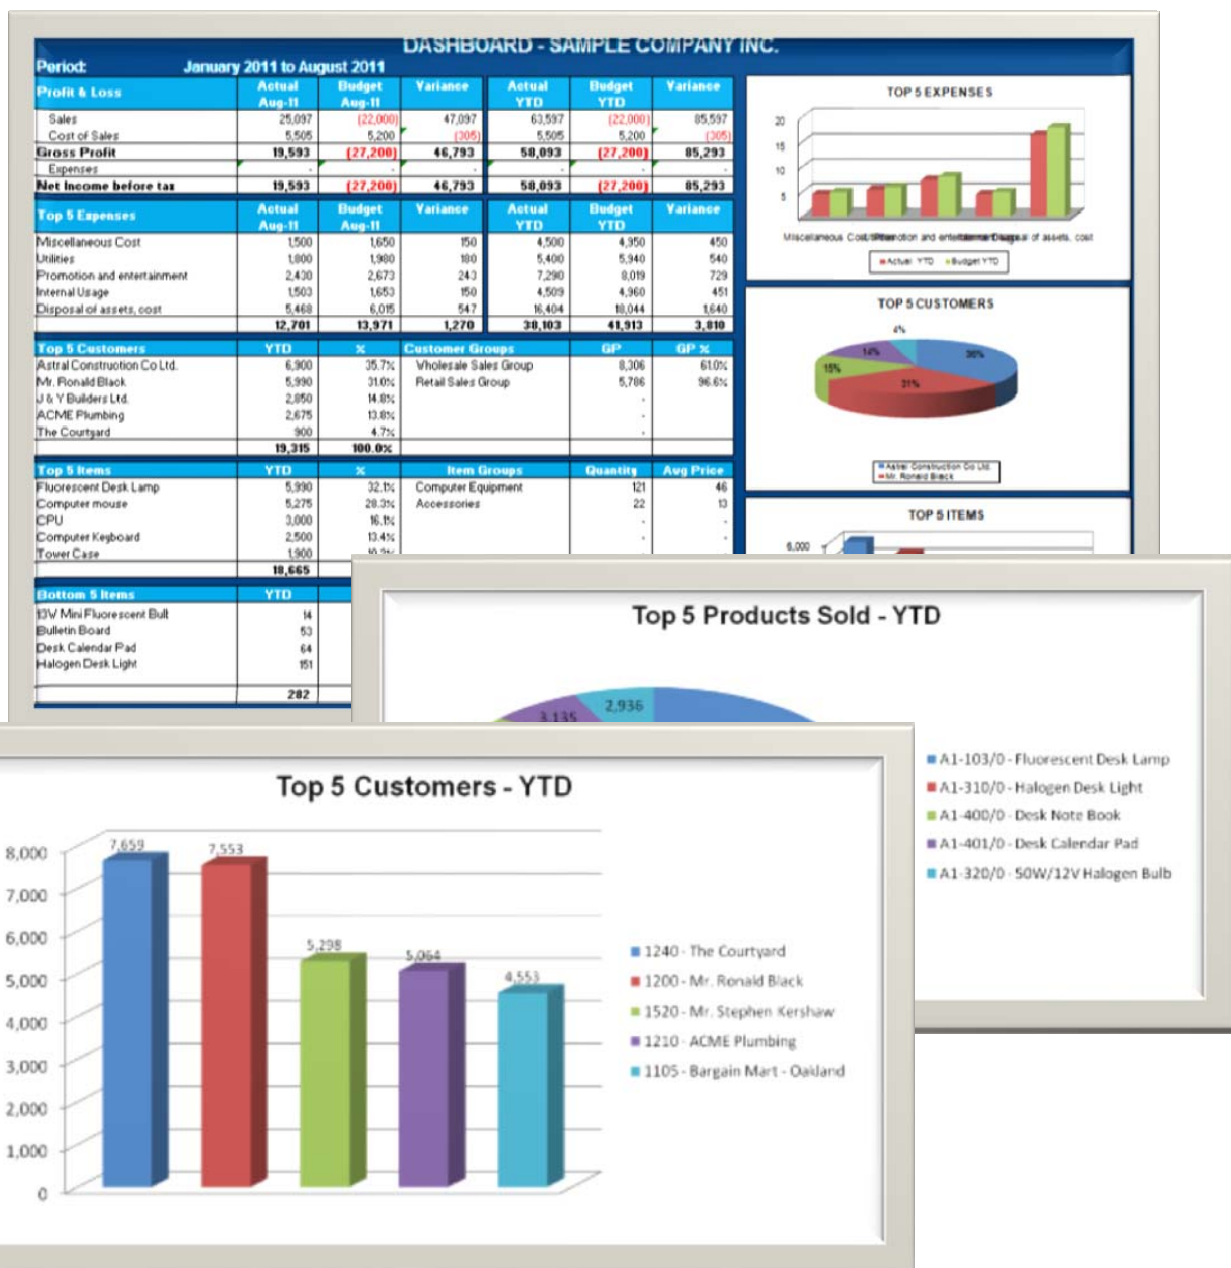 DASHBOARD - SAMPLE COMPANY INC.
Period: January 2011 to August 2011
Profit & Loss Actual Aug-11 Budget Aug-11 Variance Actual YTD Budget YTD Variance
Sales 25,097 (22,000) 47,097 63,597 (22,000) 85,597
Cost of Sales 5,505 5,200 (305) 5,505 5,200 (305)
Gross Profit 19,593 (27,200) 46,793 58,093 (27,200) 85,293
Expenses - - - - - -
Net Income before tax 19,593 (27,200) 46,793 58,093 (27,200) 85,293
Top 5 Expenses Actual Aug-11 Budget Aug-11 Variance Actual YTD Budget YTD Variance
Miscellaneous Cost 1,500 1,650 150 4,500 4,950 450
Utilities 1,800 1,980 180 5,400 5,940 540
Promotion and entertainment 2,430 2,673 243 7,290 8,019 729
Internal Usage 1,503 1,653 150 4,509 4,960 451
Disposal of assets, cost 5,468 6,015 547 16,404 18,044 1,640
12,701 13,971 1,270 38,103 41,913 3,810
Top 5 Customers YTD % Customer Groups GP GP %
Astral Construction Co Ltd. 6,900 35.7% Wholesale Sales Group 8,306 61.0%
Mr. Ronald Black 5,990 31.0% Retail Sales Group 5,786 96.6%
J & Y Builders Ltd. 2,850 14.8% -
ACME Plumbing 2,675 13.8% -
The Courtyard 900 4.7% -
19,315 100.0%
Top 5 Items YTD % Item Groups Quantity Avg Price
Fluorescent Desk Lamp 5,990 32.1% Computer Equipment 121 46
Computer mouse 5,275 28.3% Accessories 22 13
CPU 3,000 16.1% - -
Computer Keyboard 2,500 13.4% - -
Tower Case 1,900
18,665
Bottom 5 Items YTD
13W Mini Fluorescent Bulb 14
Bulletin Board 53
Desk Calendar Pad 64
Halogen Desk Light 151
282
TOP 5 EXPENSES
20
15
10
5
Miscellaneous Cost Promotion and entertainment Disposal of assets, cost
Actual YTD Budget YTD
TOP 5 CUSTOMERS
4%
14% 36%
15%
31%
Astral Construction Co Ltd.
Mr. Ronald Black
TOP 5 ITEMS
6,000
Top 5 Products Sold - YTD
2,936
3,135
A1-103/0 - Fluorescent Desk Lamp
A1-310/0 - Halogen Desk Light
A1-400/0 - Desk Note Book
A1-401/0 - Desk Calendar Pad
A1-320/0 - 50W/12V Halogen Bulb
Top 5 Customers - YTD
8,000
7,000
6,000
5,000
4,000
3,000
2,000
1,000
0
7,659
7,553
5,298
5,064
4,553
1240 - The Courtyard
1200 - Mr. Ronald Black
1520 - Mr. Stephen Kershaw
1210 - ACME Plumbing
1105 - Bargain Mart - Oakland